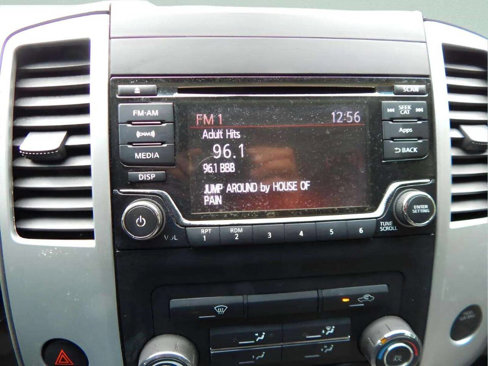 SCAN
FM·AM
FM 1
12:56
SEEK
CAT
Adult Hits
Apps
96.1
MEDIA
96.1 BBB
BACK
DISP
JUMP AROUND by HOUSE OF
PAIN
VOL
RPT
1
RDM
2
3
4
5
6
TUNE
SCROLL
ENTER
SETTING